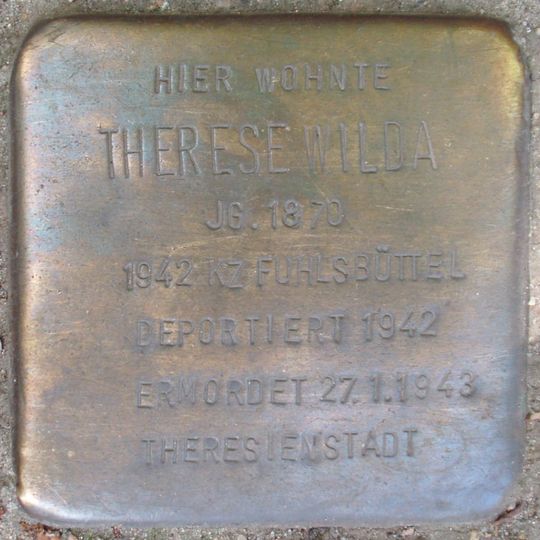 HIER WOHNTE
THERESE WILDA
JG. 1870
1942 KZ FUHLSBÜTTEL
DEPORTIERT 1942
ERMORDET 27.1.1943
THERESIENSTADT